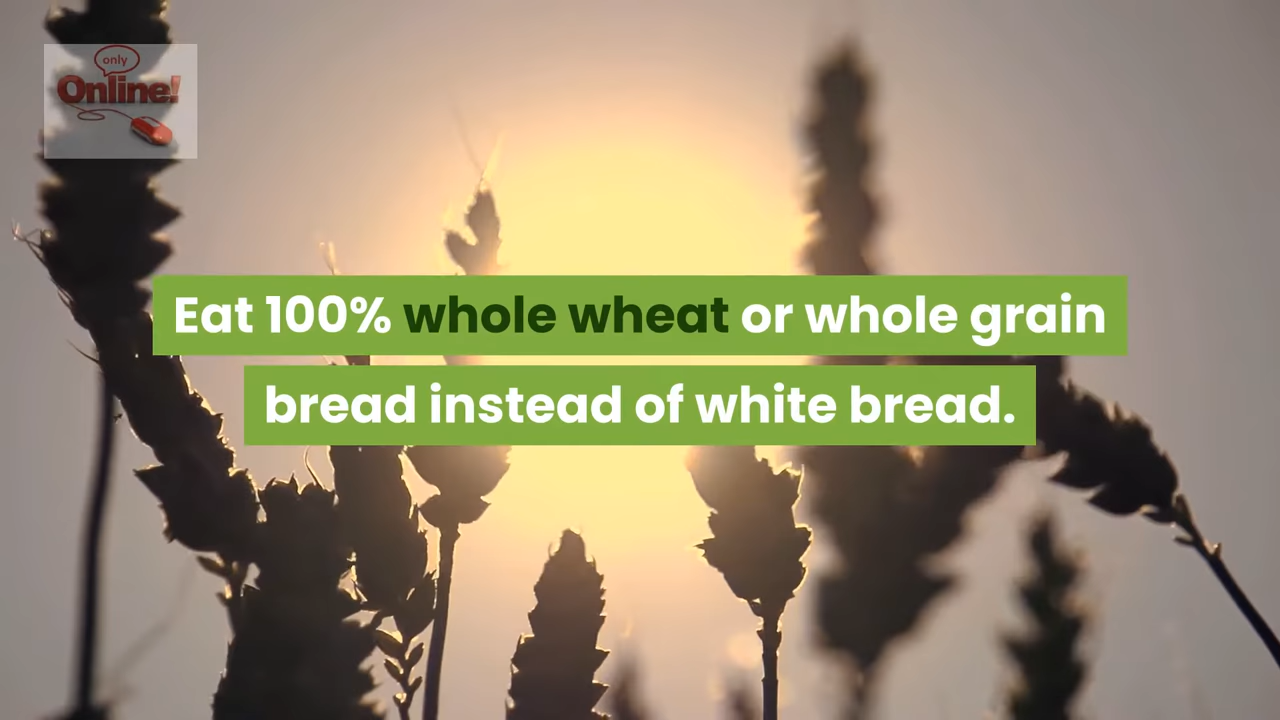 only
Online!
Eat 100% whole wheat or whole grain
bread instead of white bread.